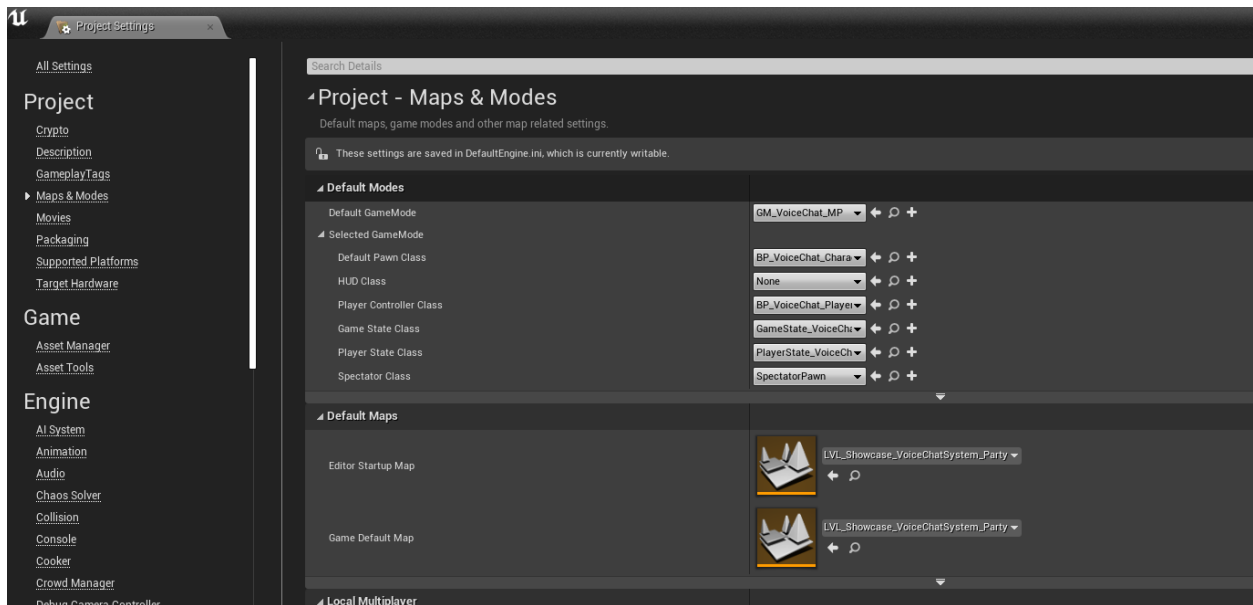 Project Settings
All Settings
Project
Crypto
Description
GameplayTags
Maps & Modes
Movies
Packaging
Supported Platforms
Target Hardware
Game
Asset Manager
Asset Tools
Engine
AI System
Animation
Audio
Chaos Solver
Collision
Console
Cooker
Crowd Manager
Debug Camera Controller
Search Details
Project - Maps & Modes
Default maps, game modes and other map related settings.
These settings are saved in DefaultEngine.ini, which is currently writable.
Default Modes
Default GameMode GM_VoiceChat_MP
Selected GameMode
Default Pawn Class BP_VoiceChat_Chara
HUD Class None
Player Controller Class BP_VoiceChat_Player
Game State Class GameState_VoiceCha
Player State Class PlayerState_VoiceCh
Spectator Class SpectatorPawn
Default Maps
Editor Startup Map LVL_Showcase_VoiceChatSystem_Party
Game Default Map LVL_Showcase_VoiceChatSystem_Party
Local Multiplayer